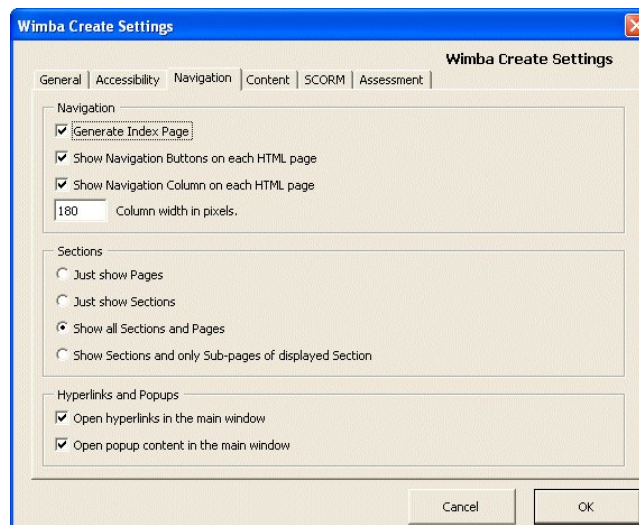 Wimba Create Settings
Wimba Create Settings
General Accessibility Navigation Content SCORM Assessment
Navigation
Generate Index Page
Show Navigation Buttons on each HTML page
Show Navigation Column on each HTML page
180 Column width in pixels.
Sections
Just show Pages
Just show Sections
Show all Sections and Pages
Show Sections and only Sub-pages of displayed Section
Hyperlinks and Popups
Open hyperlinks in the main window
Open popup content in the main window
Cancel OK